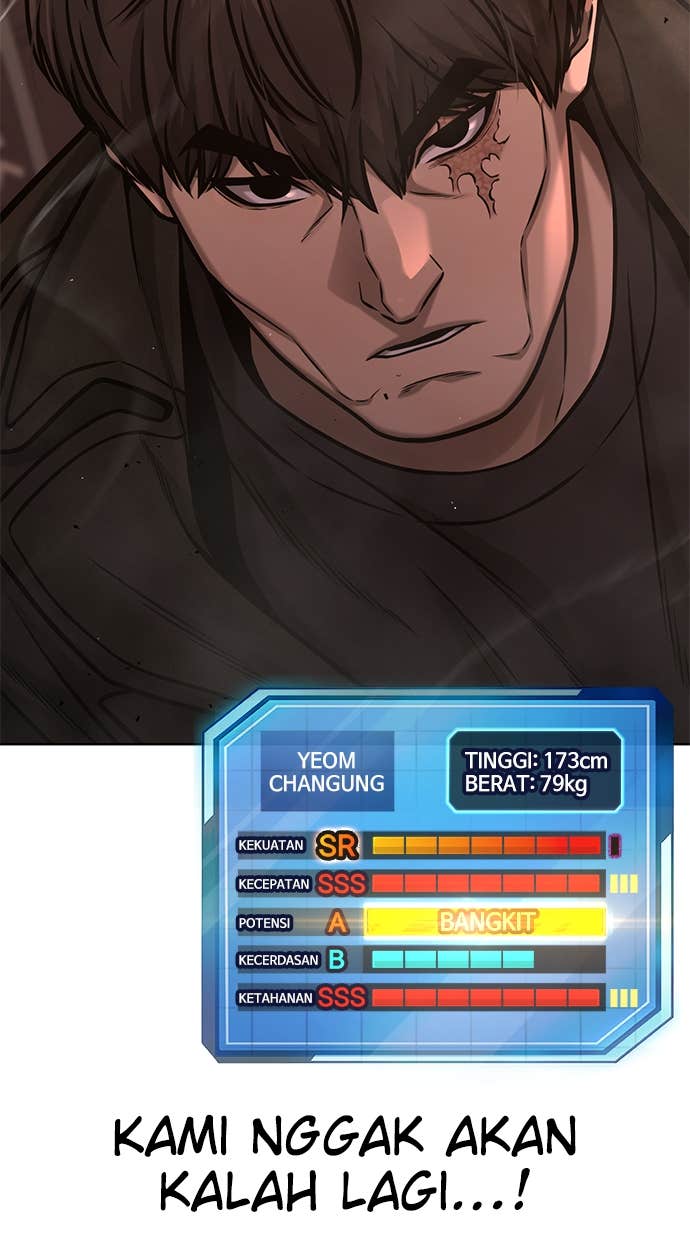 YEOM
CHANGUNG
TINGGI: 173cm
BERAT: 79kg
KEKUATAN SR
KECEPATAN SSS
POTENSI A BANGKIT
KECERDASAN B
KETAHANAN SSS
KAMI NGGAK AKAN
KALAH LAGI...!